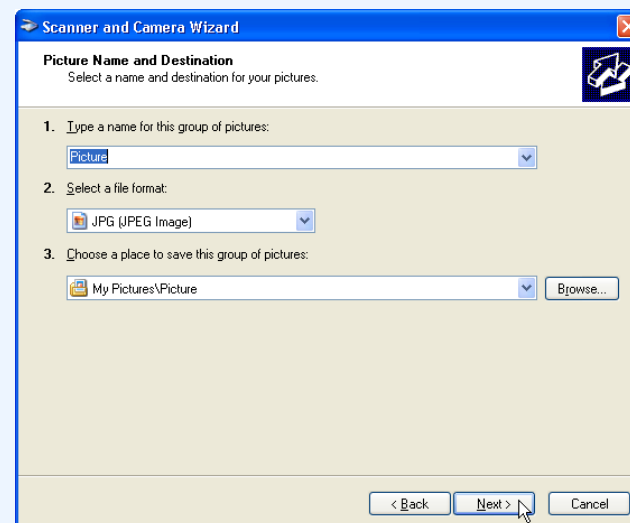 Scanner and Camera Wizard
Picture Name and Destination
Select a name and destination for your pictures.
1. Type a name for this group of pictures:
Picture
2. Select a file format:
JPG (JPEG Image)
3. Choose a place to save this group of pictures:
My Pictures\Picture
Browse...
< Back
Next >
Cancel